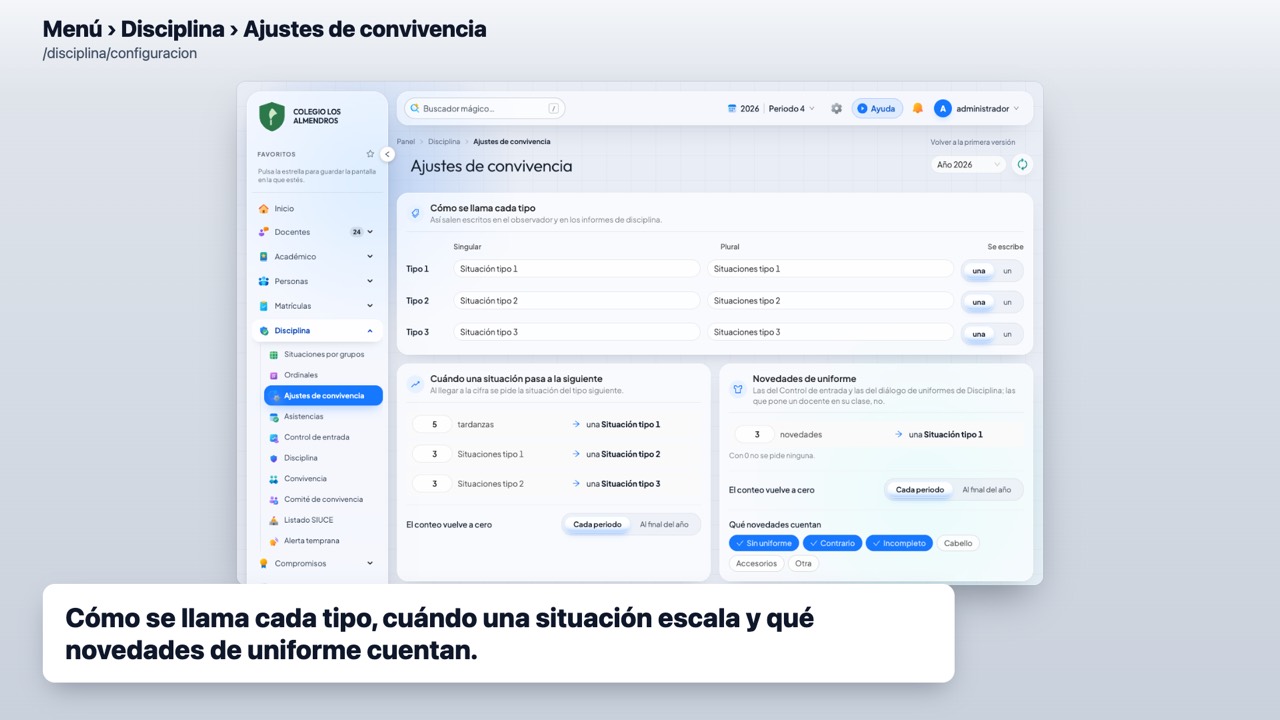 Menú › Disciplina › Ajustes de convivencia
/disciplina/configuracion
COLEGIO LOS
ALMENDROS
Buscador mágico...
/
2026
Periodo 4
Ayuda
A
administrador
FAVORITOS
Pulsa la estrella para guardar la pantalla
en la que estés.
Inicio
Docentes 24
Académico
Personas
Matrículas
Disciplina
Situaciones por grupos
Ordinales
Ajustes de convivencia
Asistencias
Control de entrada
Disciplina
Convivencia
Comité de convivencia
Listado SIUCE
Alerta temprana
Compromisos
Panel › Disciplina › Ajustes de convivencia
Volver a la primera versión
Ajustes de convivencia
Año 2026
Cómo se llama cada tipo
Así salen escritos en el observador y en los informes de disciplina.
Singular Plural Se escribe
Tipo 1 Situación tipo 1 Situaciones tipo 1 una un
Tipo 2 Situación tipo 2 Situaciones tipo 2 una un
Tipo 3 Situación tipo 3 Situaciones tipo 3 una un
Cuándo una situación pasa a la siguiente
Al llegar a la cifra se pide la situación del tipo siguiente.
5 tardanzas → una Situación tipo 1
3 Situaciones tipo 1 → una Situación tipo 2
3 Situaciones tipo 2 → una Situación tipo 3
El conteo vuelve a cero Cada periodo Al final del año
Novedades de uniforme
Las del Control de entrada y las del diálogo de uniformes de Disciplina; las
que pone un docente en su clase, no.
3 novedades → una Situación tipo 1
Con 0 no se pide ninguna.
El conteo vuelve a cero Cada periodo Al final del año
Qué novedades cuentan
Sin uniforme Contrario Incompleto Cabello
Accesorios Otra
Cómo se llama cada tipo, cuándo una situación escala y qué
novedades de uniforme cuentan.